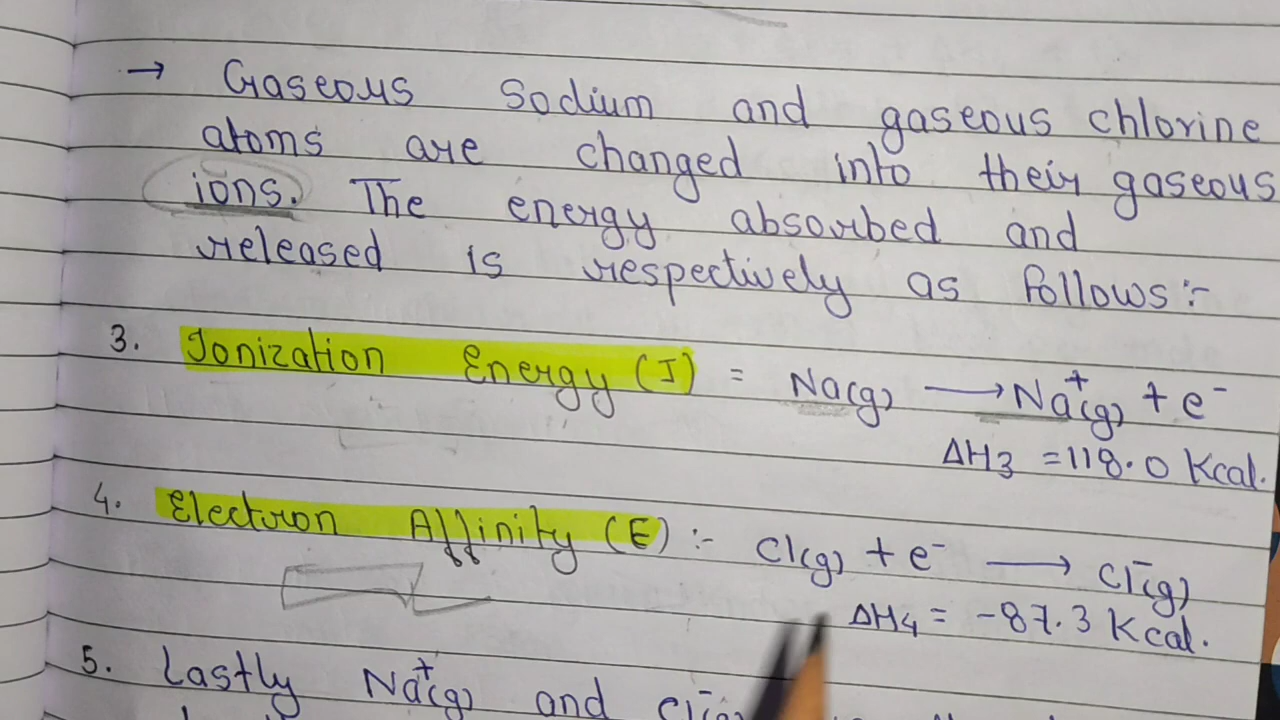 → Gaseous Sodium and gaseous chlorine
atoms are changed into their gaseous
ions. The energy absorbed and
released is respectively as follows:-
3. Ionization Energy (I) = Na(g) ⟶ Na⁺(g) + e⁻
ΔH3 = 118.0 Kcal.
4. Electron Affinity (E) :- Cl(g) + e⁻ ⟶ Cl⁻(g)
ΔH4 = -87.3 Kcal.
5. Lastly Na⁺(g) and Cl⁻(g)